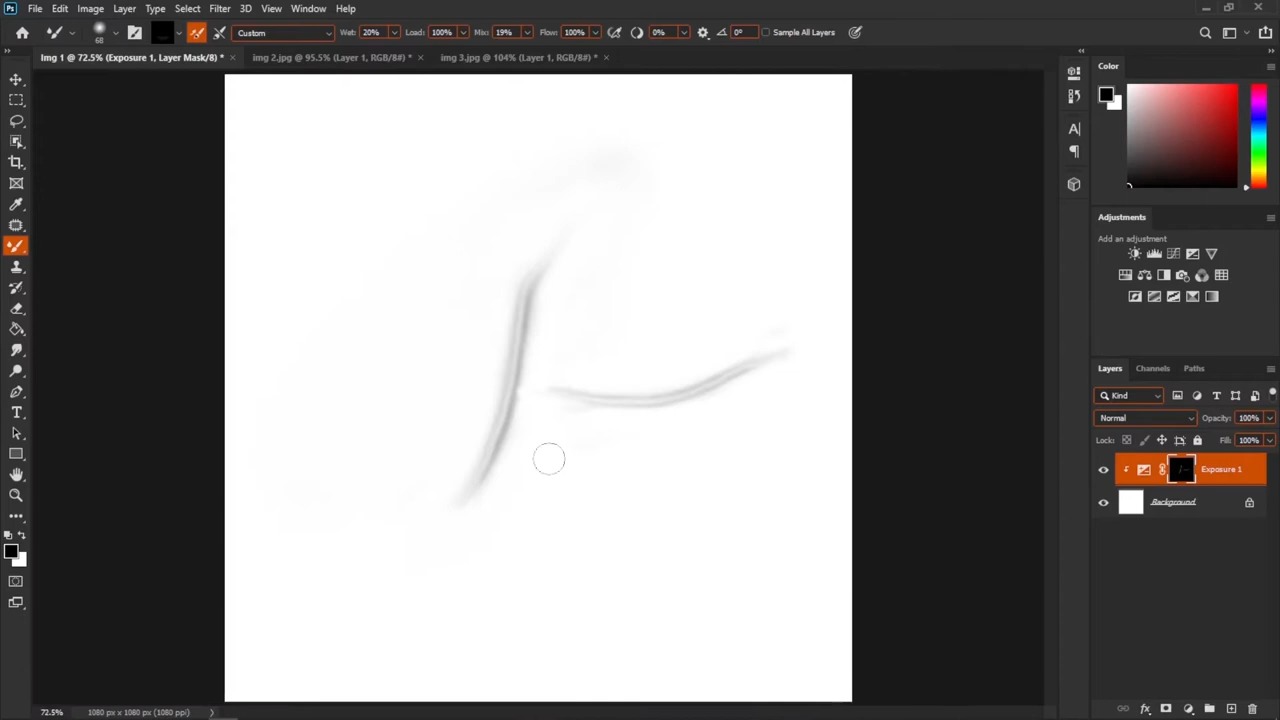 Ps File Edit Image Layer Type Select Filter 3D View Window Help
68 Custom Wet: 20% Load: 100% Mix: 19% Flow: 100% 0% 0° Sample All Layers
Img 1 @ 72.5% (Exposure 1, Layer Mask/8) * × img 2.jpg @ 95.5% (Layer 1, RGB/8#) * × img 3.jpg @ 104% (Layer 1, RGB/8#) * ×
Color
Adjustments
Add an adjustment
Layers Channels Paths
Kind
Normal Opacity: 100%
Lock: Fill: 100%
Exposure 1
Background
72.5% 1080 px x 1080 px (1080 ppi)